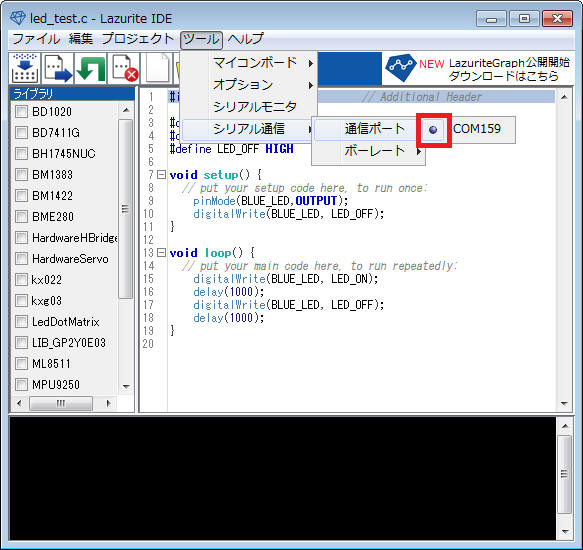 led_test.c - Lazurite IDE
ファイル 編集 プロジェクト ツール ヘルプ
NEW LazuriteGraph公開開始
ダウンロードはこちら
マイコンボード
オプション
シリアルモニタ
シリアル通信
通信ポート
COM159
ボーレート
ライブラリ
BD1020
BD7411G
BH1745NUC
BM1383
BM1422
BME280
HardwareHBridge
HardwareServo
kx022
kxg03
LedDotMatrix
LIB_GP2Y0E03
ML8511
MPU9250
1 #i // Additional Header
2
3 #d
4 #d
5 #define LED_OFF HIGH
6
7 void setup() {
8 // put your setup code here, to run once:
9 pinMode(BLUE_LED,OUTPUT);
10 digitalWrite(BLUE_LED, LED_OFF);
11 }
12
13 void loop() {
14 // put your main code here, to run repeatedly:
15 digitalWrite(BLUE_LED, LED_ON);
16 delay(1000);
17 digitalWrite(BLUE_LED, LED_OFF);
18 delay(1000);
19 }
20